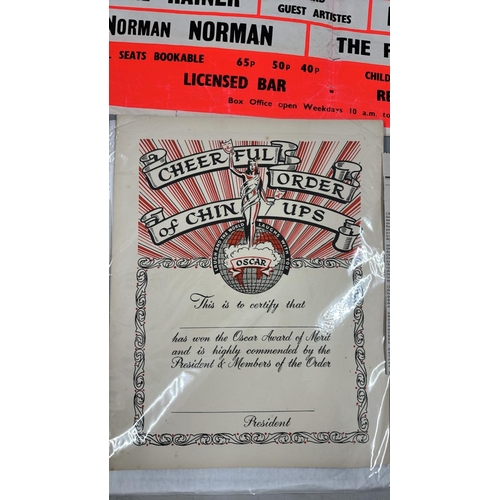 RAINER
GUEST ARTISTES
NORMAN NORMAN
THE
SEATS BOOKABLE 65p 50p 40p
LICENSED BAR
Box Office open Weekdays 10 a.m. to
CHEERFUL ORDER
of CHIN UPS
OSCAR
This is to certify that
has won the Oscar Award of Merit
and is highly commended by the
President & Members of the Order
President